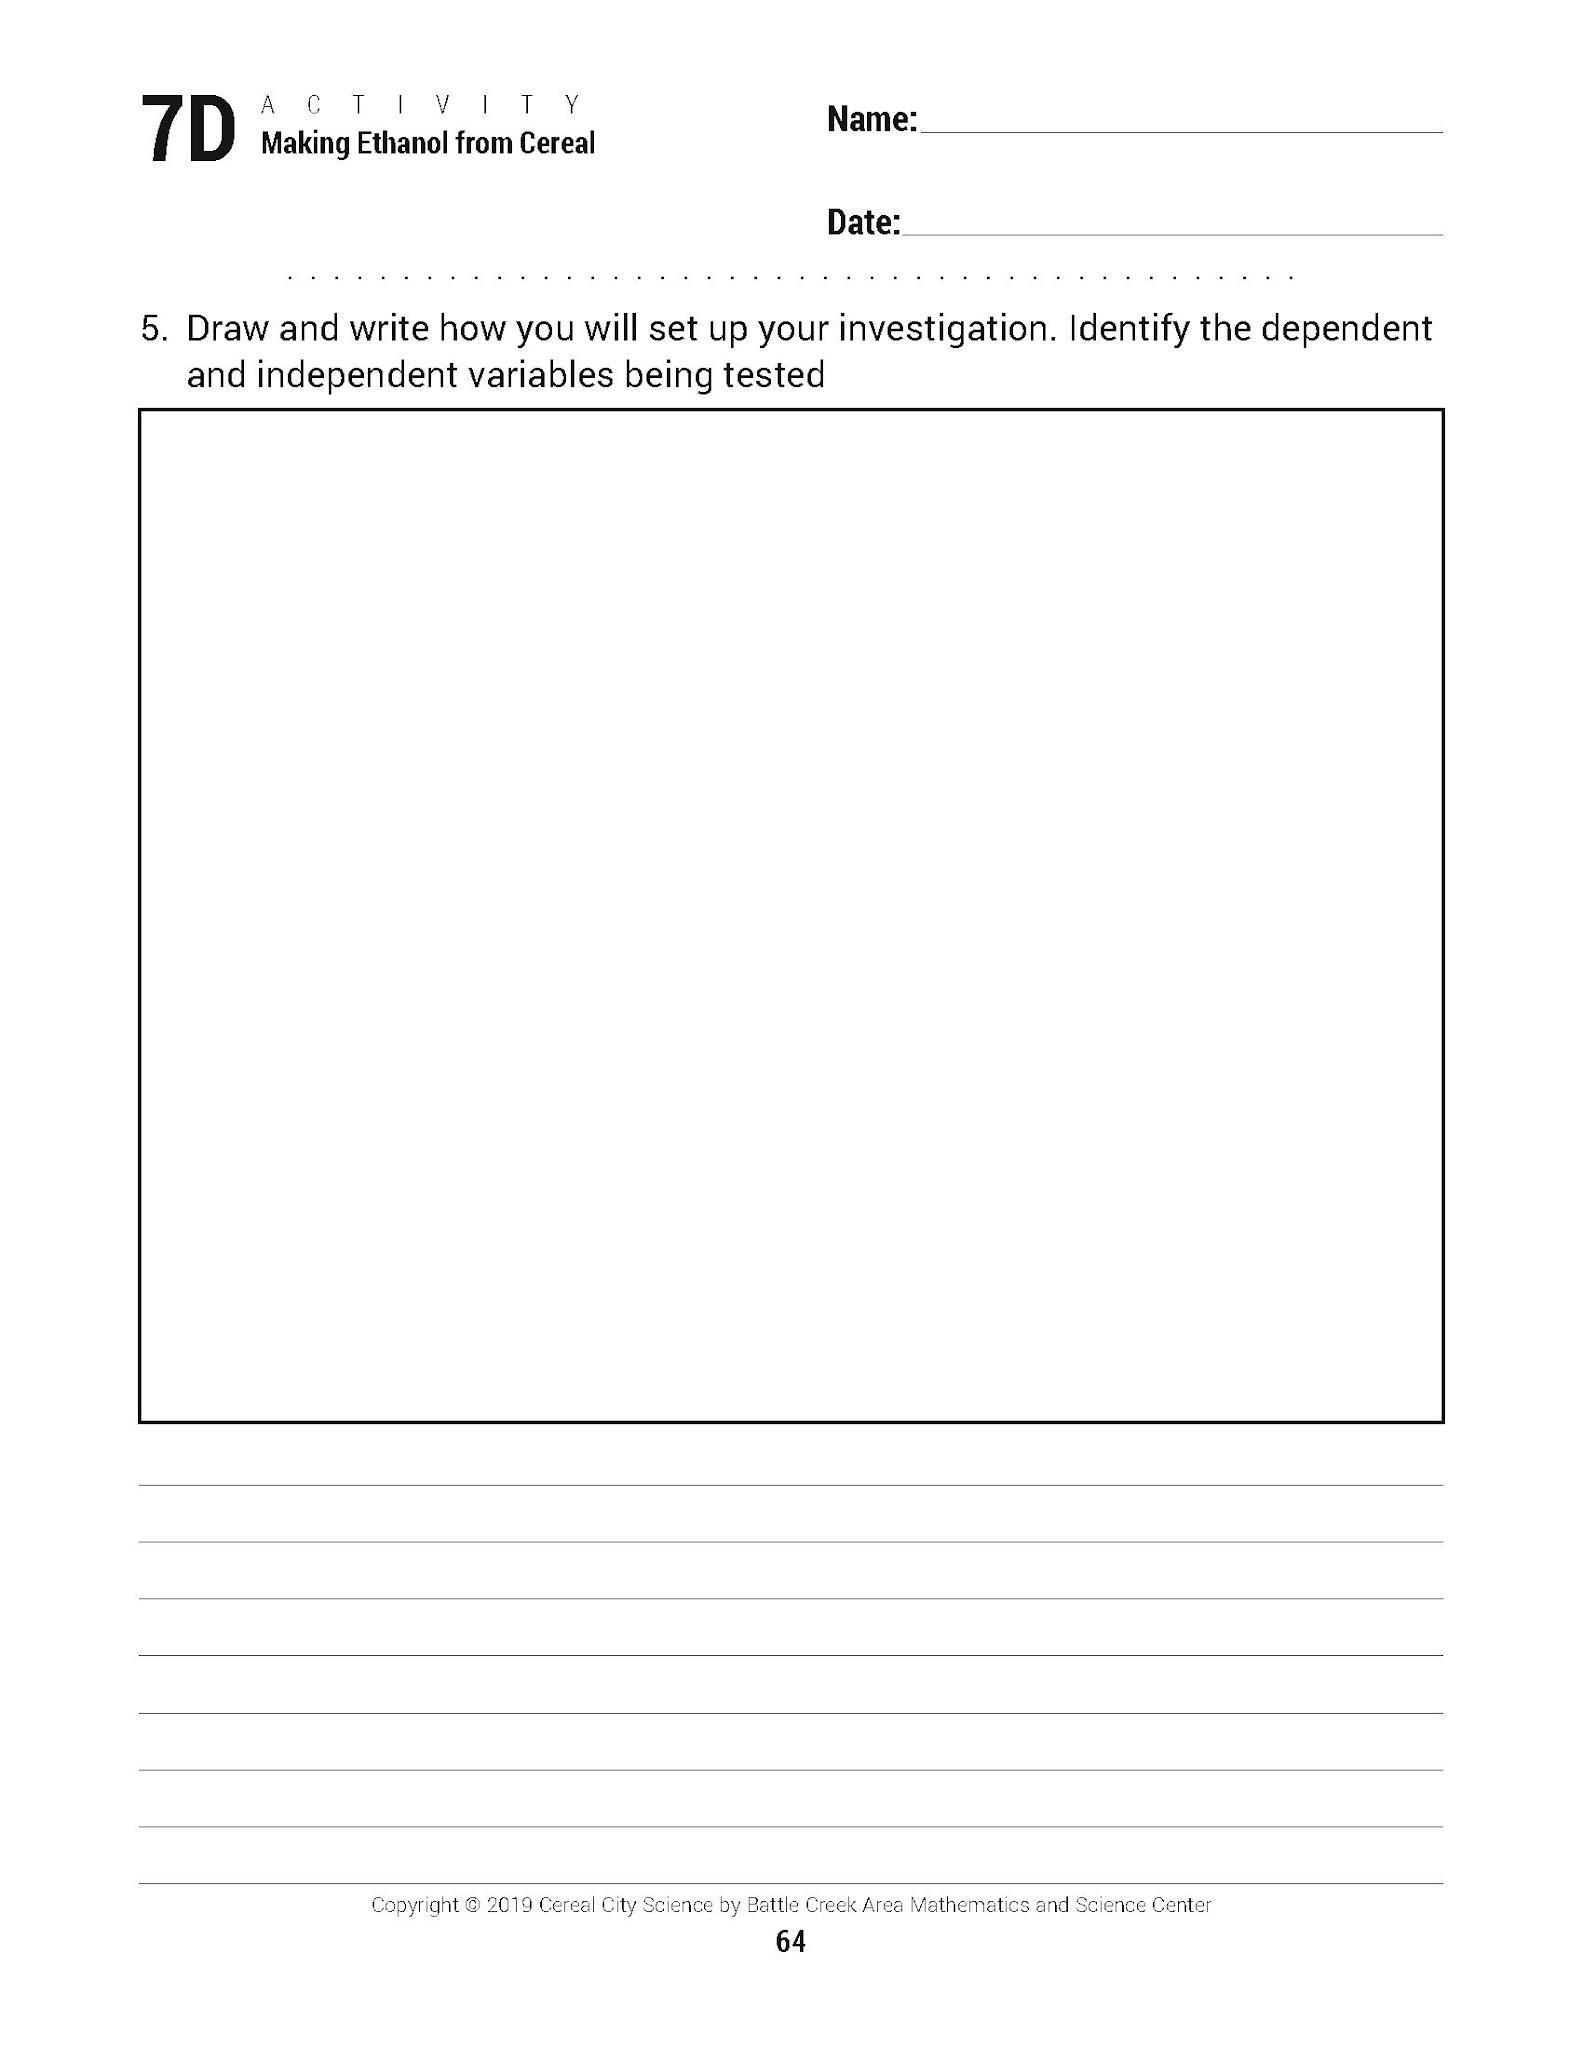 7D
A C T I V I T Y
Making Ethanol from Cereal
Name:
Date:
5. Draw and write how you will set up your investigation. Identify the dependent
and independent variables being tested
Copyright © 2019 Cereal City Science by Battle Creek Area Mathematics and Science Center
64